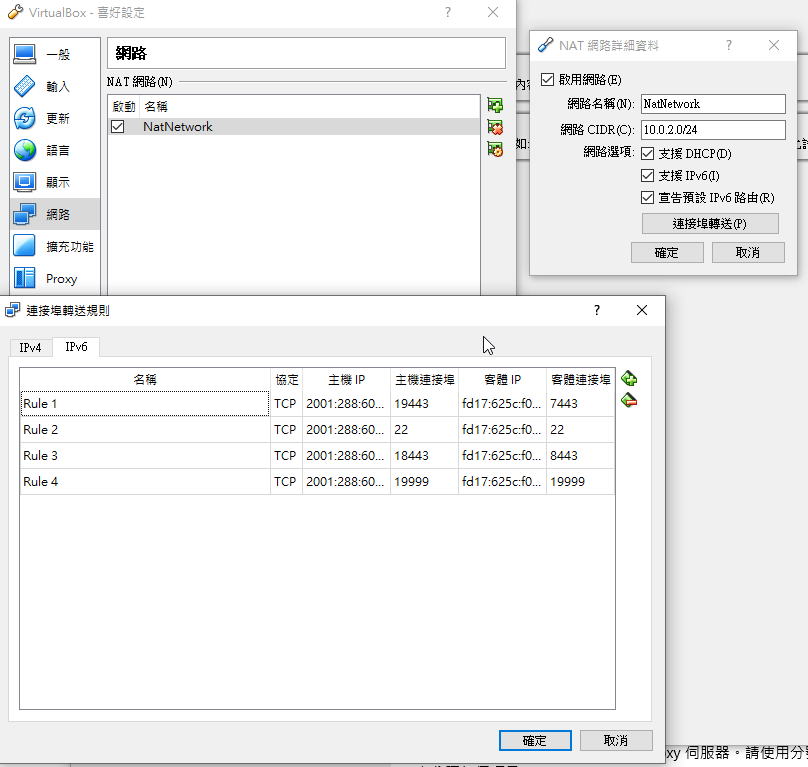 VirtualBox - 喜好設定
一般
輸入
更新
語言
顯示
網路
擴充功能
Proxy
網路
NAT 網路(N)
啟動 名稱
NatNetwork
NAT 網路詳細資料
啟用網路(E)
網路名稱(N): NatNetwork
網路 CIDR(C): 10.0.2.0/24
網路選項: 支援 DHCP(D)
支援 IPv6(I)
宣告預設 IPv6 路由(R)
連接埠轉送(P)
確定 取消
連接埠轉送規則
IPv4 IPv6
名稱 協定 主機 IP 主機連接埠 客體 IP 客體連接埠
Rule 1 TCP 2001:288:60... 19443 fd17:625c:f0... 7443
Rule 2 TCP 2001:288:60... 22 fd17:625c:f0... 22
Rule 3 TCP 2001:288:60... 18443 fd17:625c:f0... 8443
Rule 4 TCP 2001:288:60... 19999 fd17:625c:f0... 19999
確定 取消
xy 伺服器。請使用分